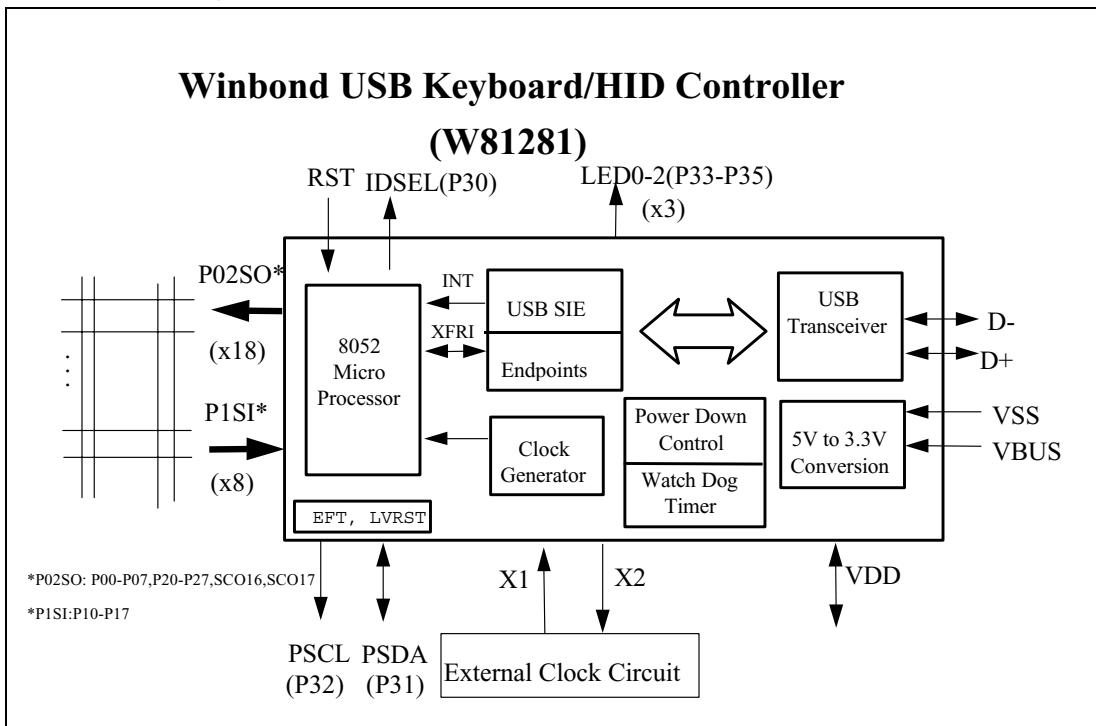 Winbond USB Keyboard/HID Controller
(W81281)
RST
IDSEL(P30)
LED0-2(P33-P35)
(x3)
P02SO*
(x18)
P1SI*
(x8)
8052
Micro
Processor
INT
XFRI
USB SIE
Endpoints
USB
Transceiver
D-
D+
Clock
Generator
Power Down
Control
Watch Dog
Timer
5V to 3.3V
Conversion
VSS
VBUS
EFT, LVRST
*P02SO: P00-P07,P20-P27,SCO16,SCO17
*P1SI:P10-P17
PSCL
(P32)
PSDA
(P31)
X1
X2
VDD
External Clock Circuit